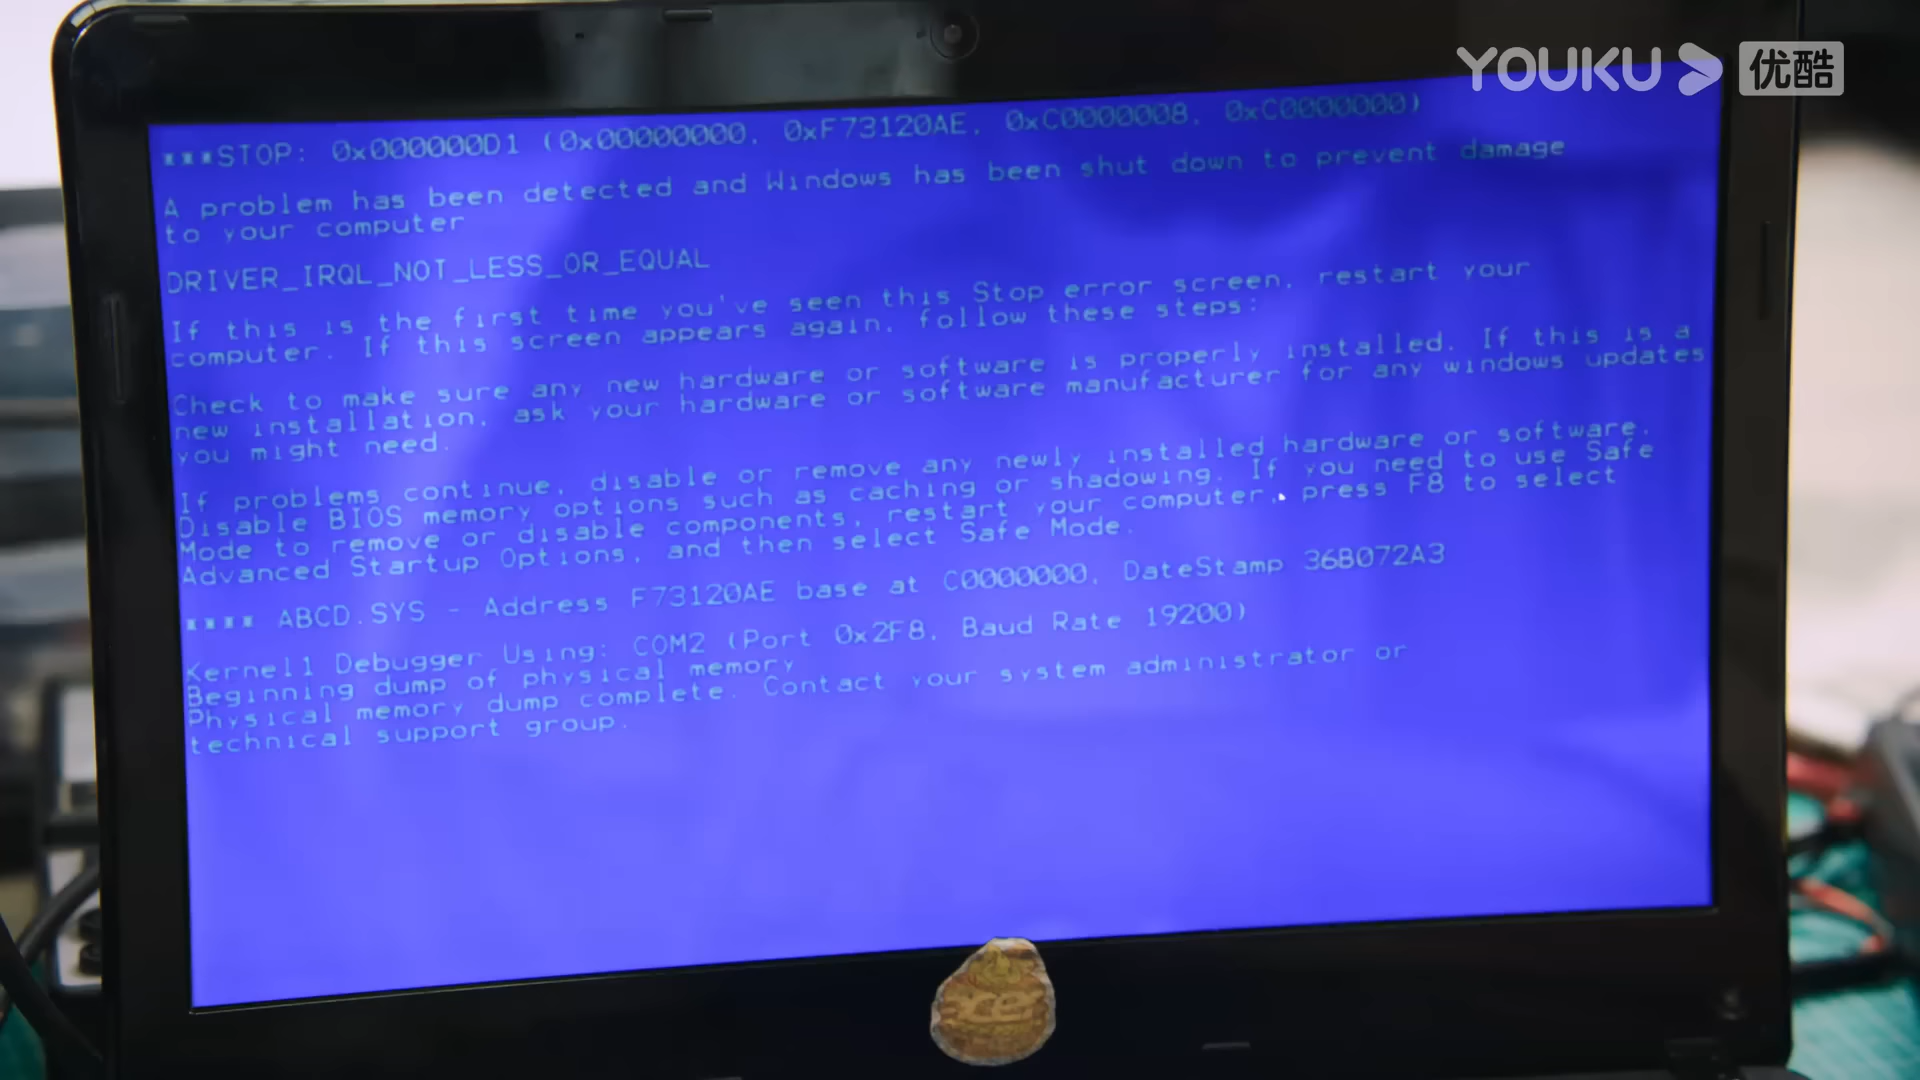 YOUKU 优酷
***STOP: 0x000000D1 (0x00000000, 0xF73120AE, 0xC0000008, 0xC0000000)
A problem has been detected and Windows has been shut down to prevent damage
to your computer
DRIVER_IRQL_NOT_LESS_OR_EQUAL
If this is the first time you've seen this Stop error screen, restart your
computer. If this screen appears again, follow these steps:
Check to make sure any new hardware or software is properly installed. If this is a
new installation, ask your hardware or software manufacturer for any windows updates
you might need.
If problems continue, disable or remove any newly installed hardware or software.
Disable BIOS memory options such as caching or shadowing. If you need to use Safe
Mode to remove or disable components, restart your computer, press F8 to select
Advanced Startup Options, and then select Safe Mode.
**** ABCD.SYS - Address F73120AE base at C0000000, DateStamp 36B072A3
Kernel1 Debugger Using: COM2 (Port 0x2F8, Baud Rate 19200)
Beginning dump of physical memory
Physical memory dump complete. Contact your system administrator or
technical support group.
acer